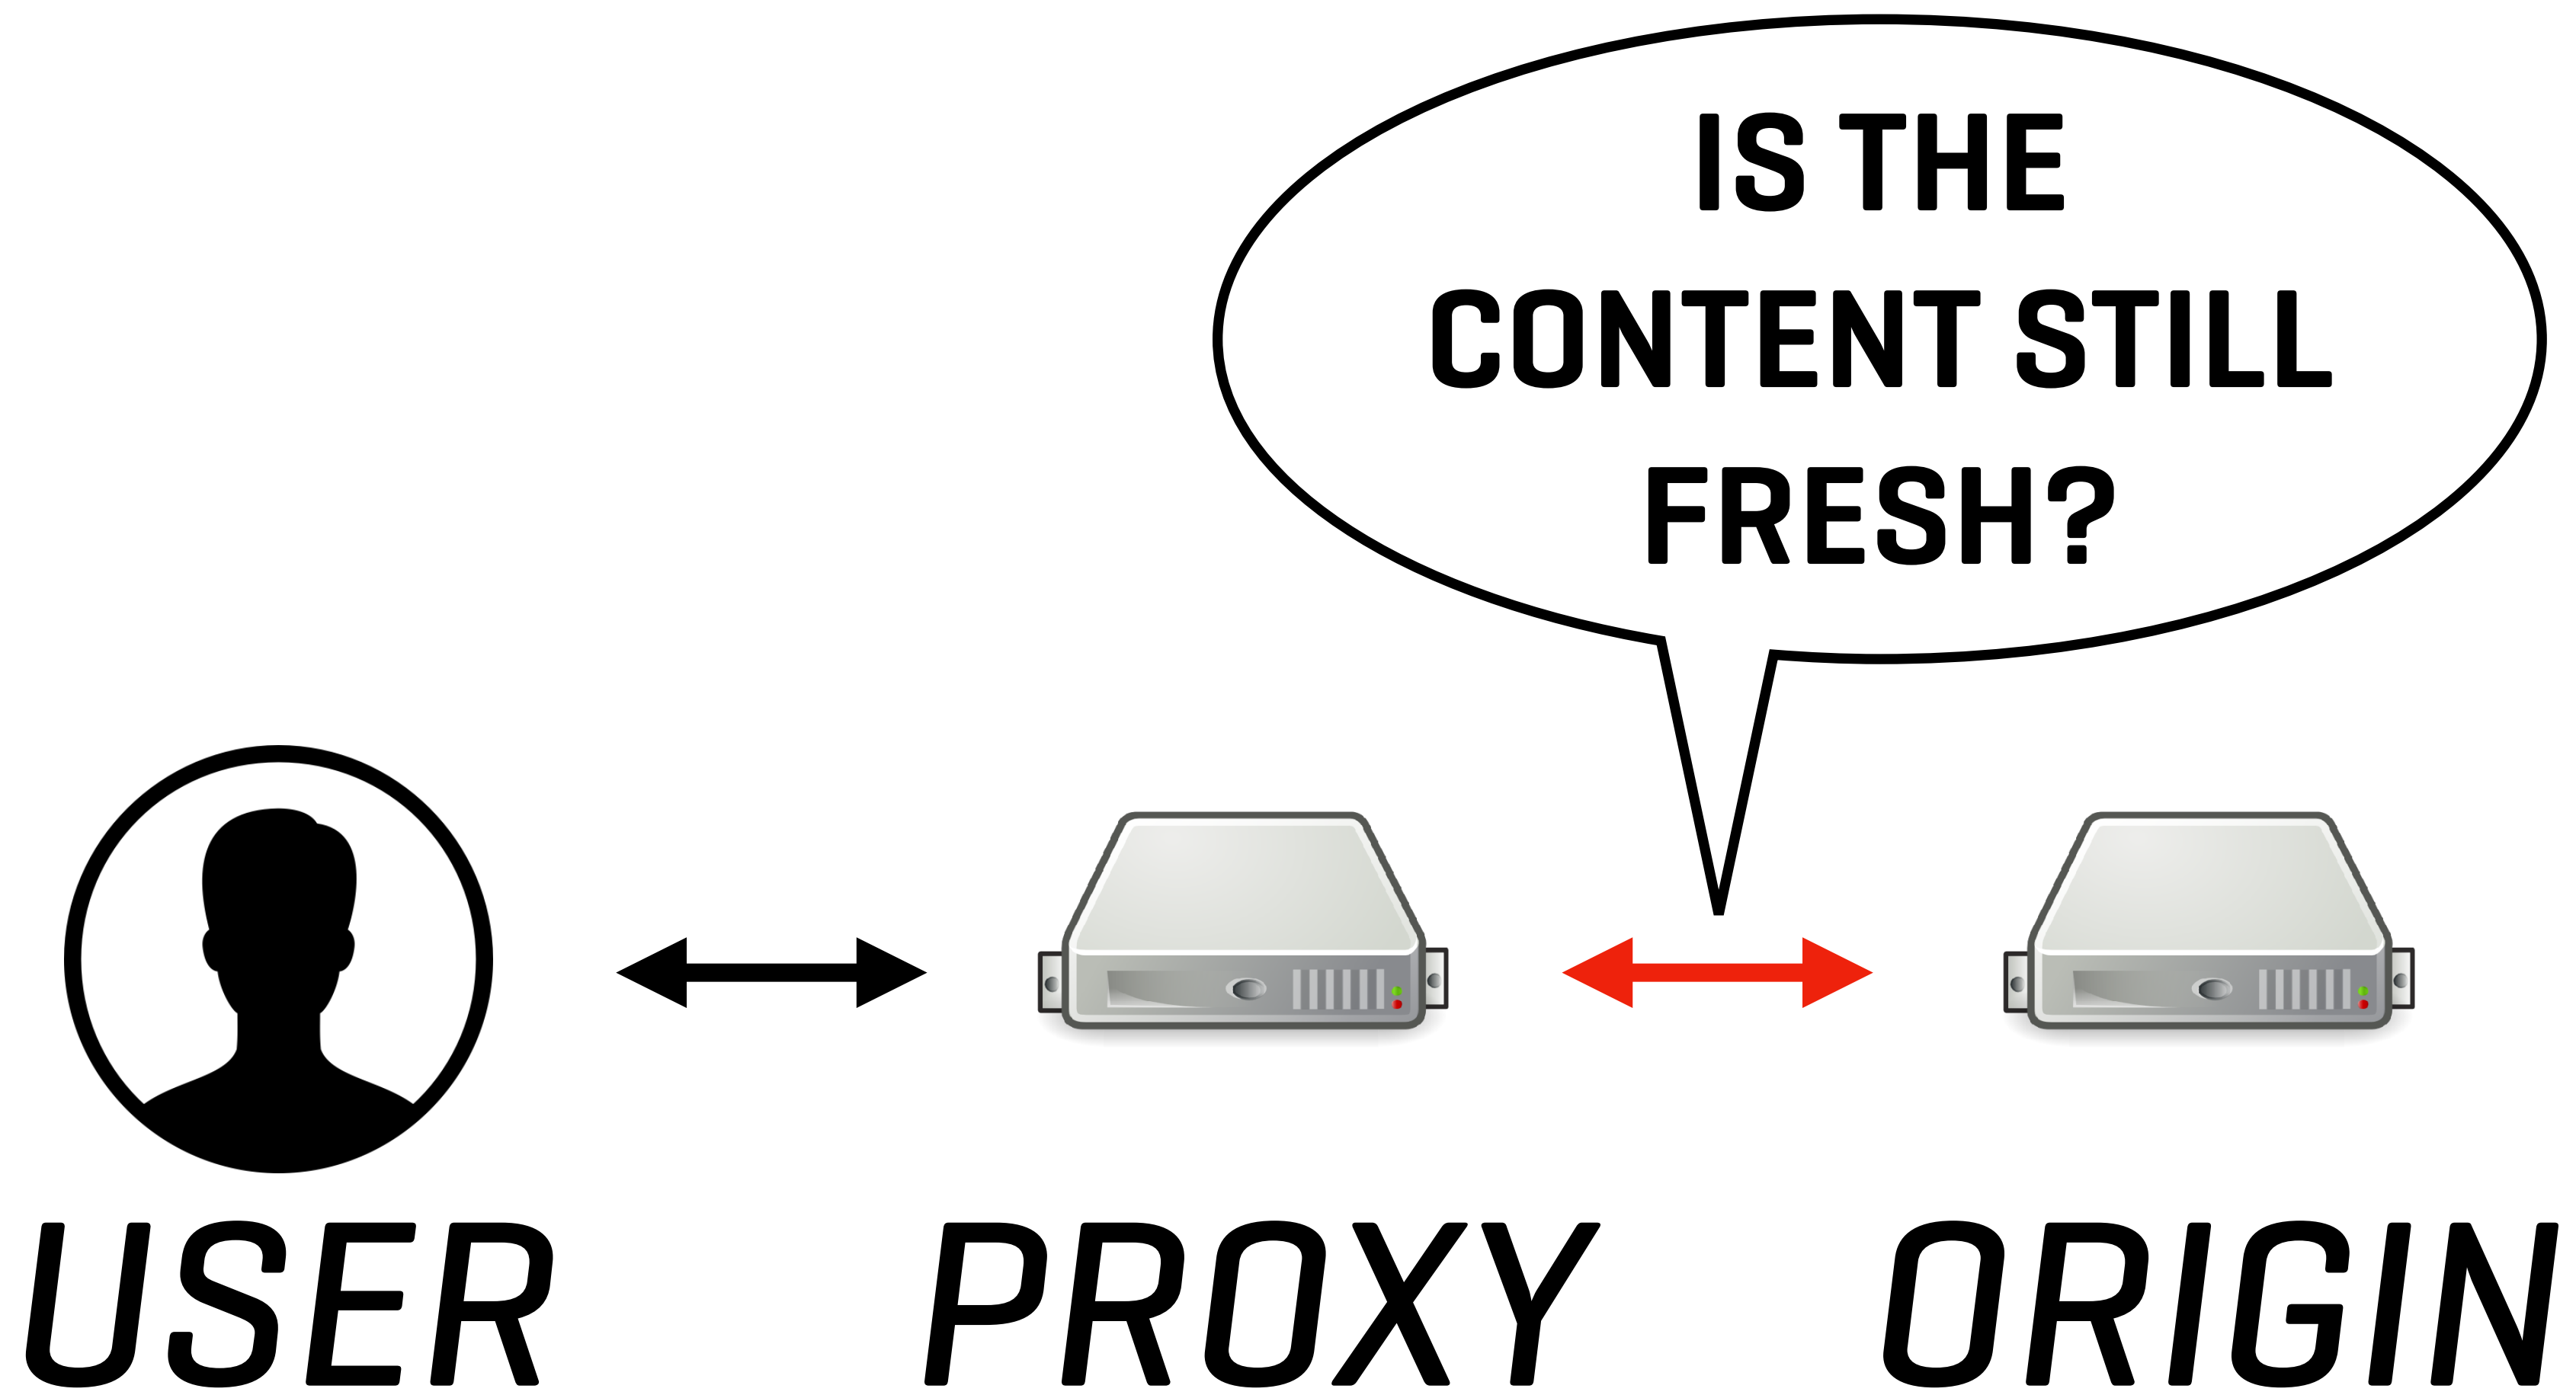 IS THE
CONTENT STILL
FRESH?
USER
PROXY
ORIGIN